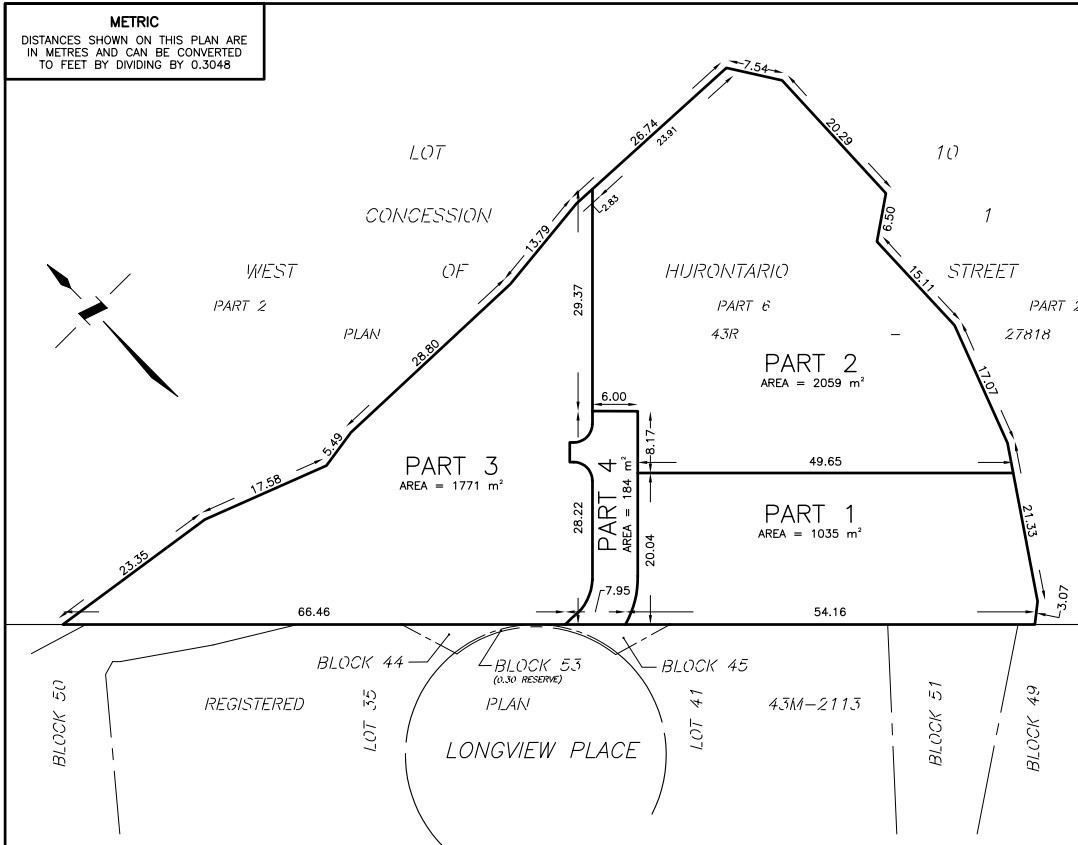 METRIC
DISTANCES SHOWN ON THIS PLAN ARE
IN METRES AND CAN BE CONVERTED
TO FEET BY DIVIDING BY 0.3048
7.54
26.74
23.91
20.29
LOT
10
2.83
CONCESSION
1
6.50
13.79
WEST
OF
HURONTARIO
STREET
15.11
PART 2
PART 6
PART 2
29.37
PLAN
43R
-
27818
28.80
PART 2
AREA = 2059 m²
17.07
6.00
8.17
5.49
PART 3
AREA = 1771 m²
49.65
17.58
PART 4
AREA = 184 m²
28.22
20.04
PART 1
AREA = 1035 m²
21.33
23.35
7.95
66.46
54.16
3.07
BLOCK 44
BLOCK 53
(0.30 RESERVE)
BLOCK 45
BLOCK 50
REGISTERED
LOT 35
PLAN
LOT 41
43M-2113
BLOCK 51
BLOCK 49
LONGVIEW PLACE